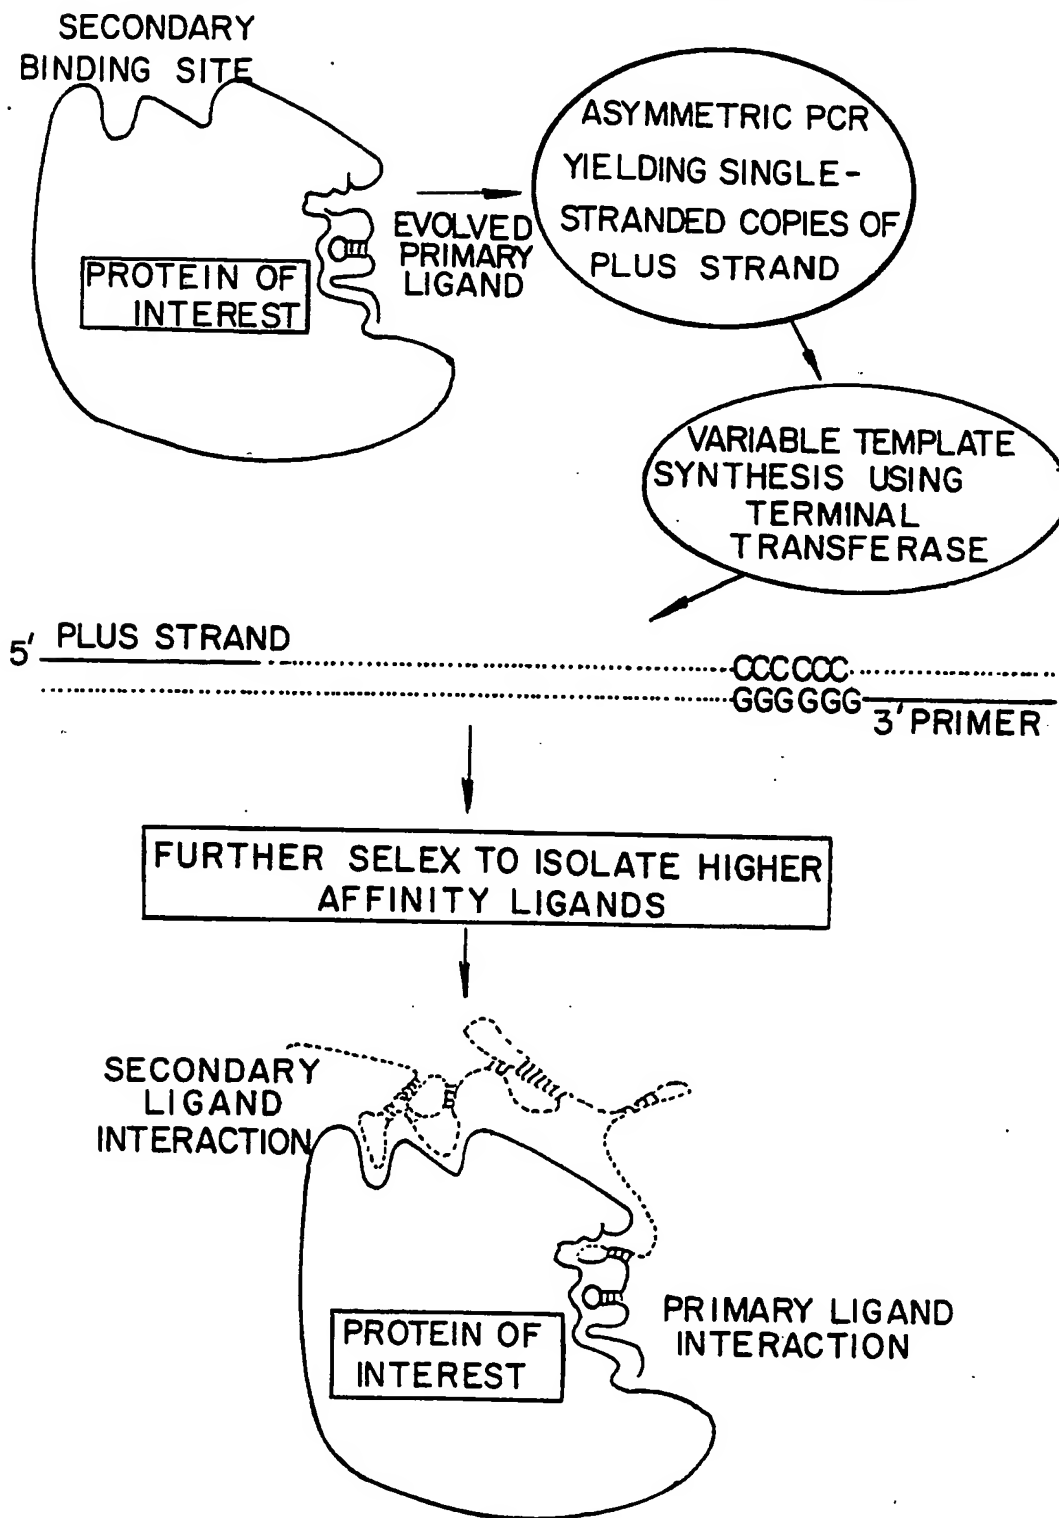 SECONDARY
BINDING SITE
PROTEIN OF
INTEREST
EVOLVED
PRIMARY
LIGAND
ASYMMETRIC PCR
YIELDING SINGLE-
STRANDED COPIES OF
PLUS STRAND
VARIABLE TEMPLATE
SYNTHESIS USING
TERMINAL
TRANSFERASE
5' PLUS STRAND
CCCCCC
GGGGGG
3' PRIMER
FURTHER SELEX TO ISOLATE HIGHER
AFFINITY LIGANDS
SECONDARY
LIGAND
INTERACTION
PROTEIN OF
INTEREST
PRIMARY LIGAND
INTERACTION